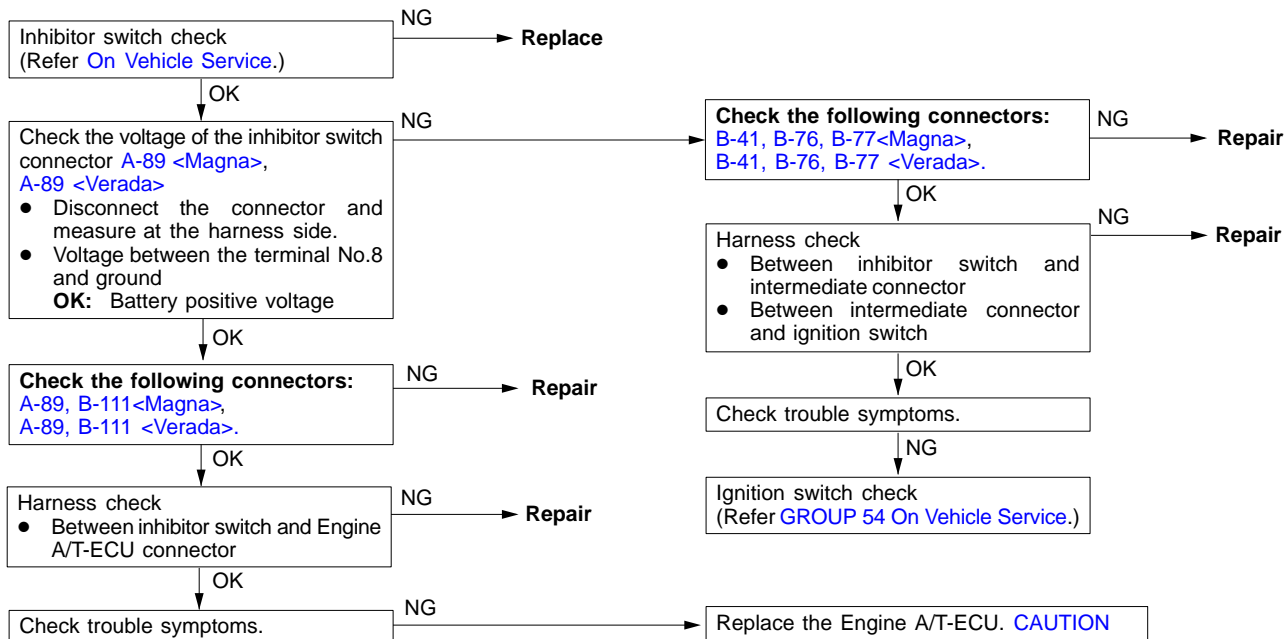 Inhibitor switch check
(Refer On Vehicle Service.)
NG
Replace
OK
Check the voltage of the inhibitor switch
connector A-89 <Magna>,
A-89 <Verada>
● Disconnect the connector and
measure at the harness side.
● Voltage between the terminal No.8
and ground
OK: Battery positive voltage
NG
OK
Check the following connectors:
A-89, B-111<Magna>,
A-89, B-111 <Verada>.
NG
Repair
OK
Harness check
● Between inhibitor switch and Engine
A/T-ECU connector
NG
Repair
OK
Check trouble symptoms.
NG
Replace the Engine A/T-ECU. CAUTION
Check the following connectors:
B-41, B-76, B-77<Magna>,
B-41, B-76, B-77 <Verada>.
NG
Repair
OK
Harness check
● Between inhibitor switch and
intermediate connector
● Between intermediate connector
and ignition switch
NG
Repair
OK
Check trouble symptoms.
NG
Ignition switch check
(Refer GROUP 54 On Vehicle Service.)